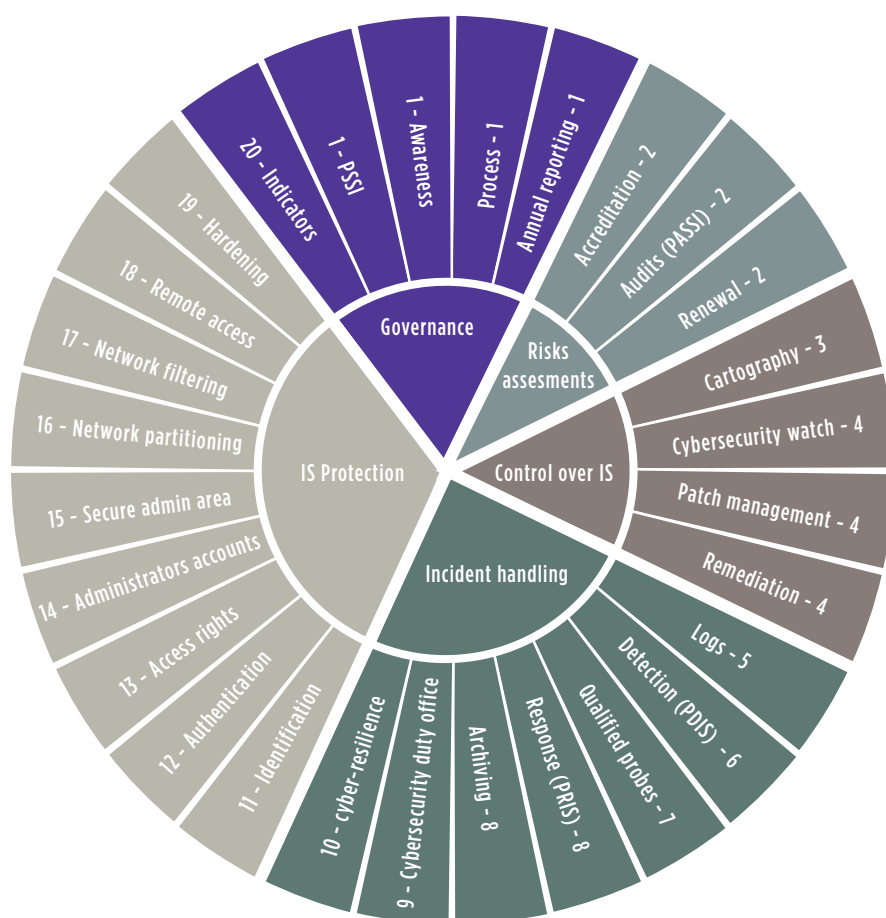 20 - Indicators
1 - PSSI
1 - Awareness
Process - 1
Annual reporting - 1
Accreditation - 2
Audits (PASSI) - 2
Renewal - 2
Cartography - 3
Cybersecurity watch - 4
Patch management - 4
Remediation - 4
Logs - 5
Detection (PDIS) - 6
Qualified probes - 7
Response (PRIS) - 8
Archiving - 8
9 - Cybersecurity duty office
10 - cyber-resilience
11 - Identification
12 - Authentication
13 - Access rights
14 - Administrators accounts
15 - Secure admin area
16 - Network partitioning
17 - Network filtering
18 - Remote access
19 - Hardening
Governance
Risks
assesments
Control over IS
Incident handling
IS Protection